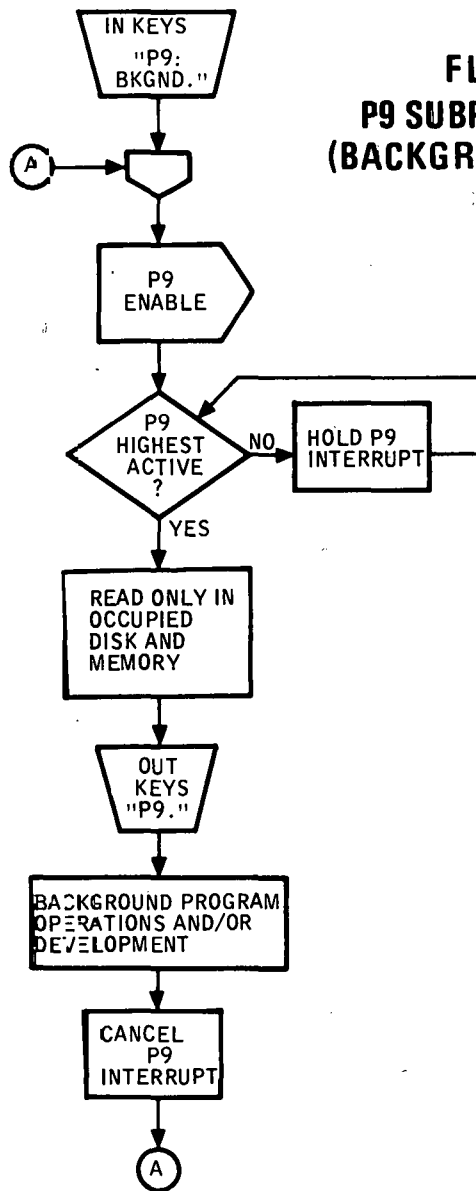 IN KEYS
"P9:
BKGND."
FL
P9 SUBF
(BACKGR
A
P9
ENABLE
P9
HIGHEST
ACTIVE
?
NO
HOLD P9
INTERRUPT
YES
READ ONLY IN
OCCUPIED
DISK AND
MEMORY
OUT
KEYS
"P9."
BACKGROUND PROGRAM
OPERATIONS AND/OR
DEVELOPMENT
CANCEL
P9
INTERRUPT
A